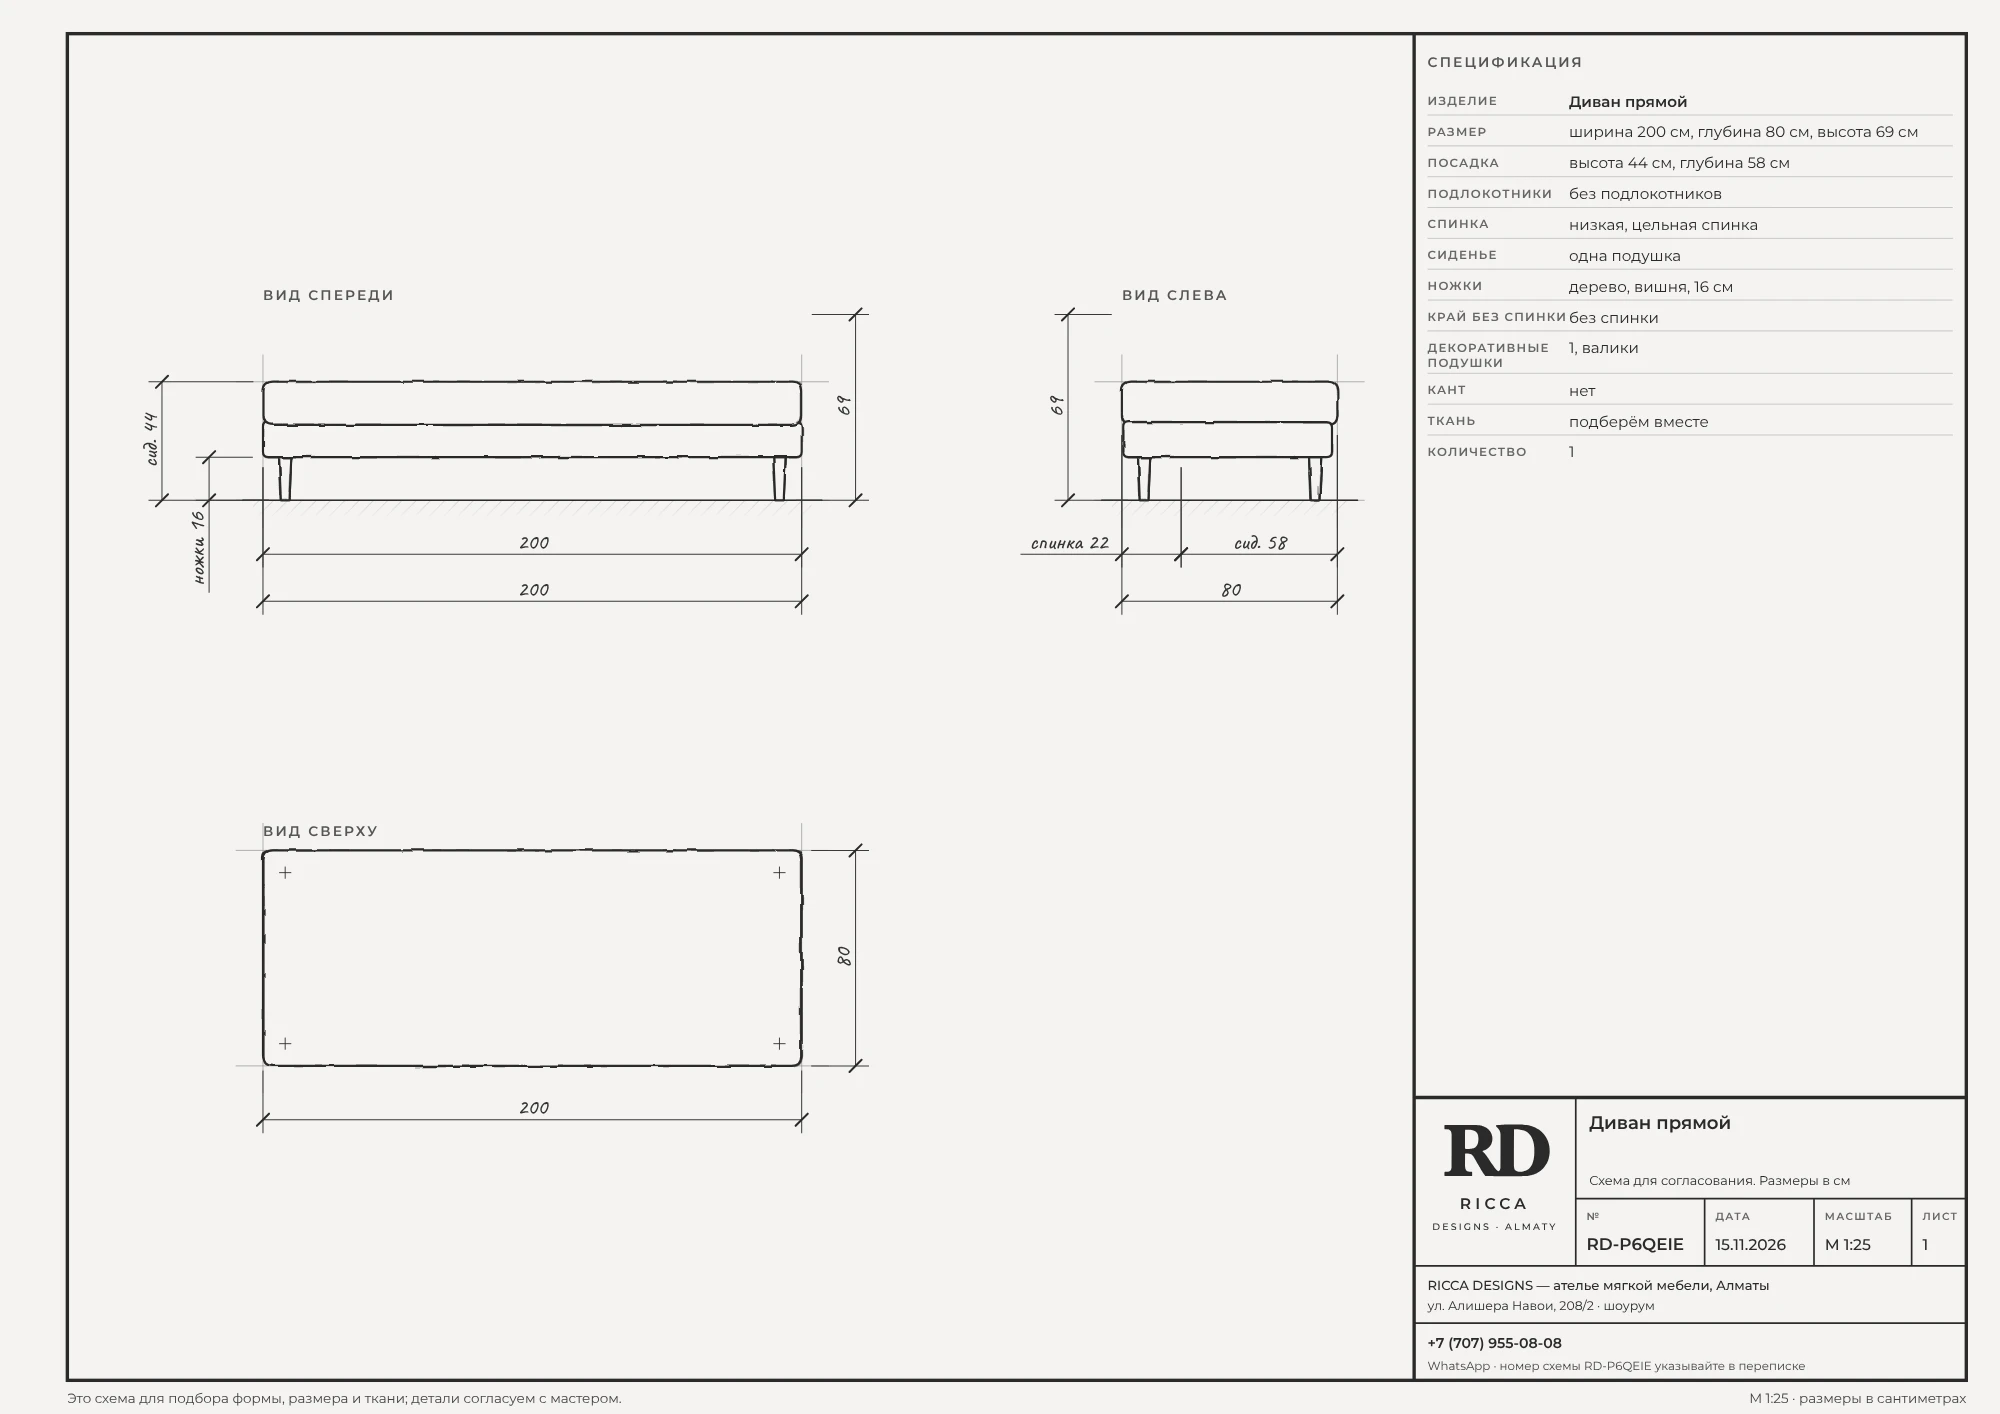 СПЕЦИФИКАЦИЯ
ИЗДЕЛИЕ Диван прямой
РАЗМЕР ширина 200 см, глубина 80 см, высота 69 см
ПОСАДКА высота 44 см, глубина 58 см
ПОДЛОКОТНИКИ без подлокотников
СПИНКА низкая, цельная спинка
СИДЕНЬЕ одна подушка
НОЖКИ дерево, вишня, 16 см
КРАЙ БЕЗ СПИНКИ без спинки
ДЕКОРАТИВНЫЕ ПОДУШКИ 1, валики
КАНТ нет
ТКАНЬ подберём вместе
КОЛИЧЕСТВО 1
ВИД СПЕРЕДИ
сид. 44
ножки 16
69
200
200
ВИД СЛЕВА
69
спинка 22
сид. 58
80
ВИД СВЕРХУ
80
200
RD
RICCA
DESIGNS · ALMATY
Диван прямой
Схема для согласования. Размеры в см
№ ДАТА МАСШТАБ ЛИСТ
RD-P6QEIE 15.11.2026 М 1:25 1
RICCA DESIGNS — ателье мягкой мебели, Алматы
ул. Алишера Навои, 208/2 · шоурум
+7 (707) 955-08-08
WhatsApp · номер схемы RD-P6QEIE указывайте в переписке
Это схема для подбора формы, размера и ткани; детали согласуем с мастером.
М 1:25 · размеры в сантиметрах